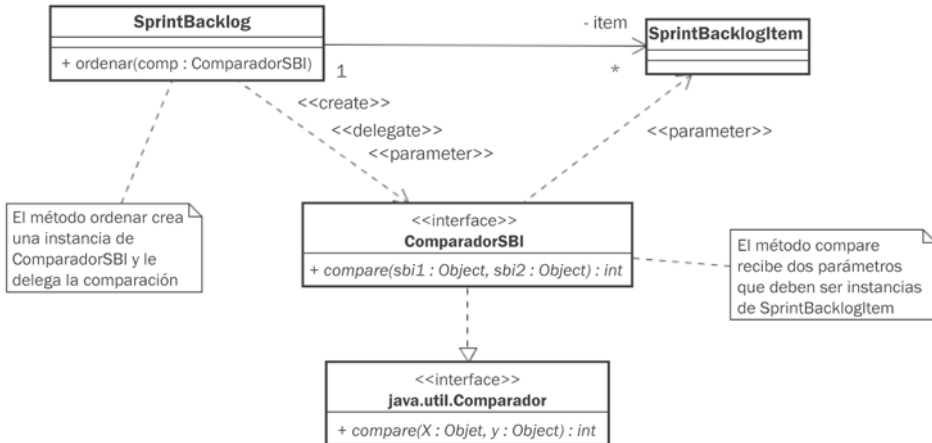 SprintBacklog
+ ordenar(comp : ComparadorSBI)
- item
1
*
SprintBacklogItem
<<create>>
<<delegate>>
<<parameter>>
<<parameter>>
El método ordenar crea
una instancia de
ComparadorSBI y le
delega la comparación
<<interface>>
ComparadorSBI
+ compare(sbi1 : Object, sbi2 : Object) : int
El método compare
recibe dos parámetros
que deben ser instancias
de SprintBacklogItem
<<interface>>
java.util.Comparador
+ compare(X : Objet, y : Object) : int